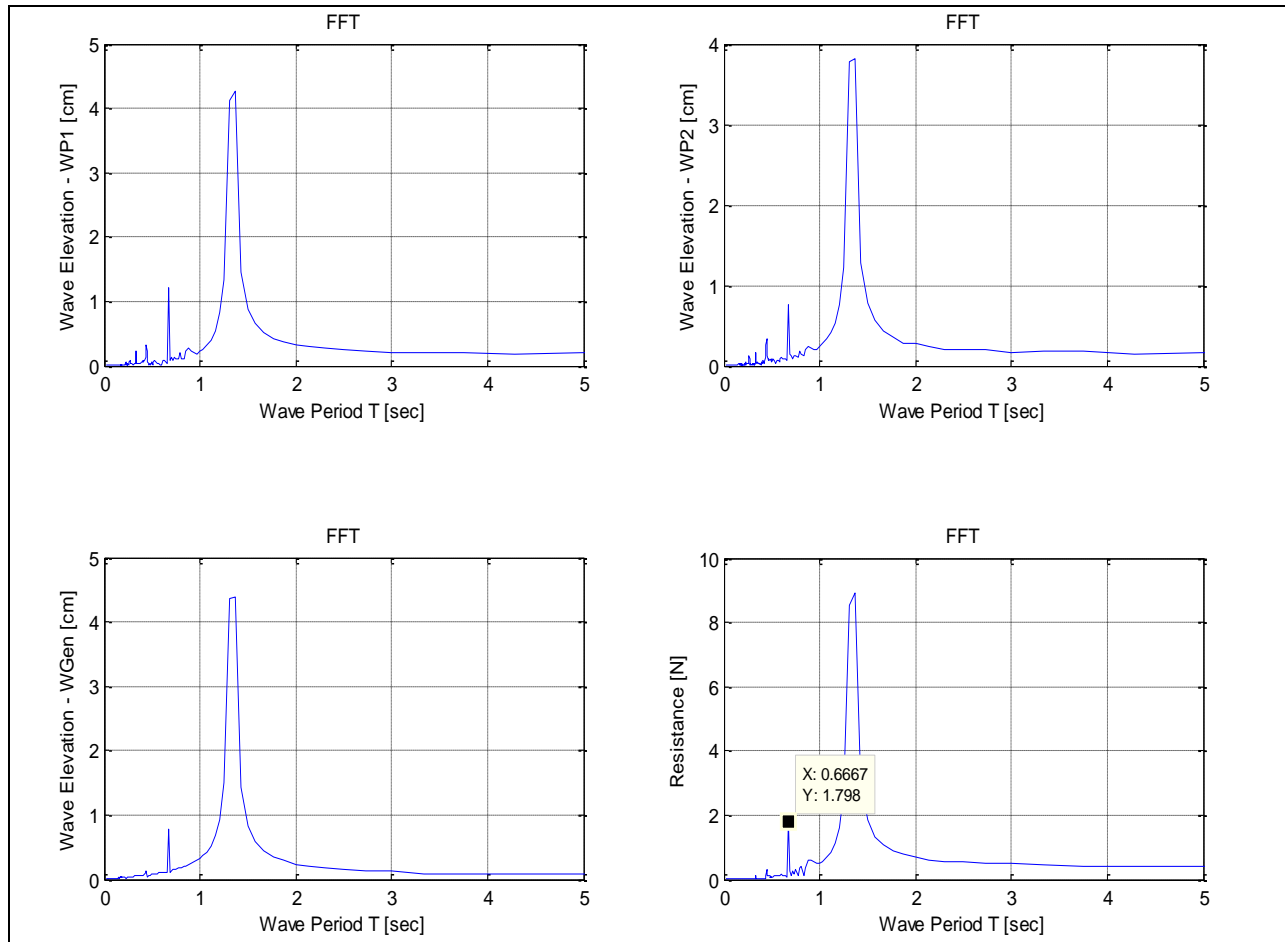 FFT
Wave Elevation - WP1 [cm]
5
4
3
2
1
0
0 1 2 3 4 5
Wave Period T [sec]
FFT
Wave Elevation - WP2 [cm]
4
3
2
1
0
0 1 2 3 4 5
Wave Period T [sec]
FFT
Wave Elevation - WGen [cm]
5
4
3
2
1
0
0 1 2 3 4 5
Wave Period T [sec]
FFT
Resistance [N]
10
8
6
4
2
0
X: 0.6667
Y: 1.798
0 1 2 3 4 5
Wave Period T [sec]